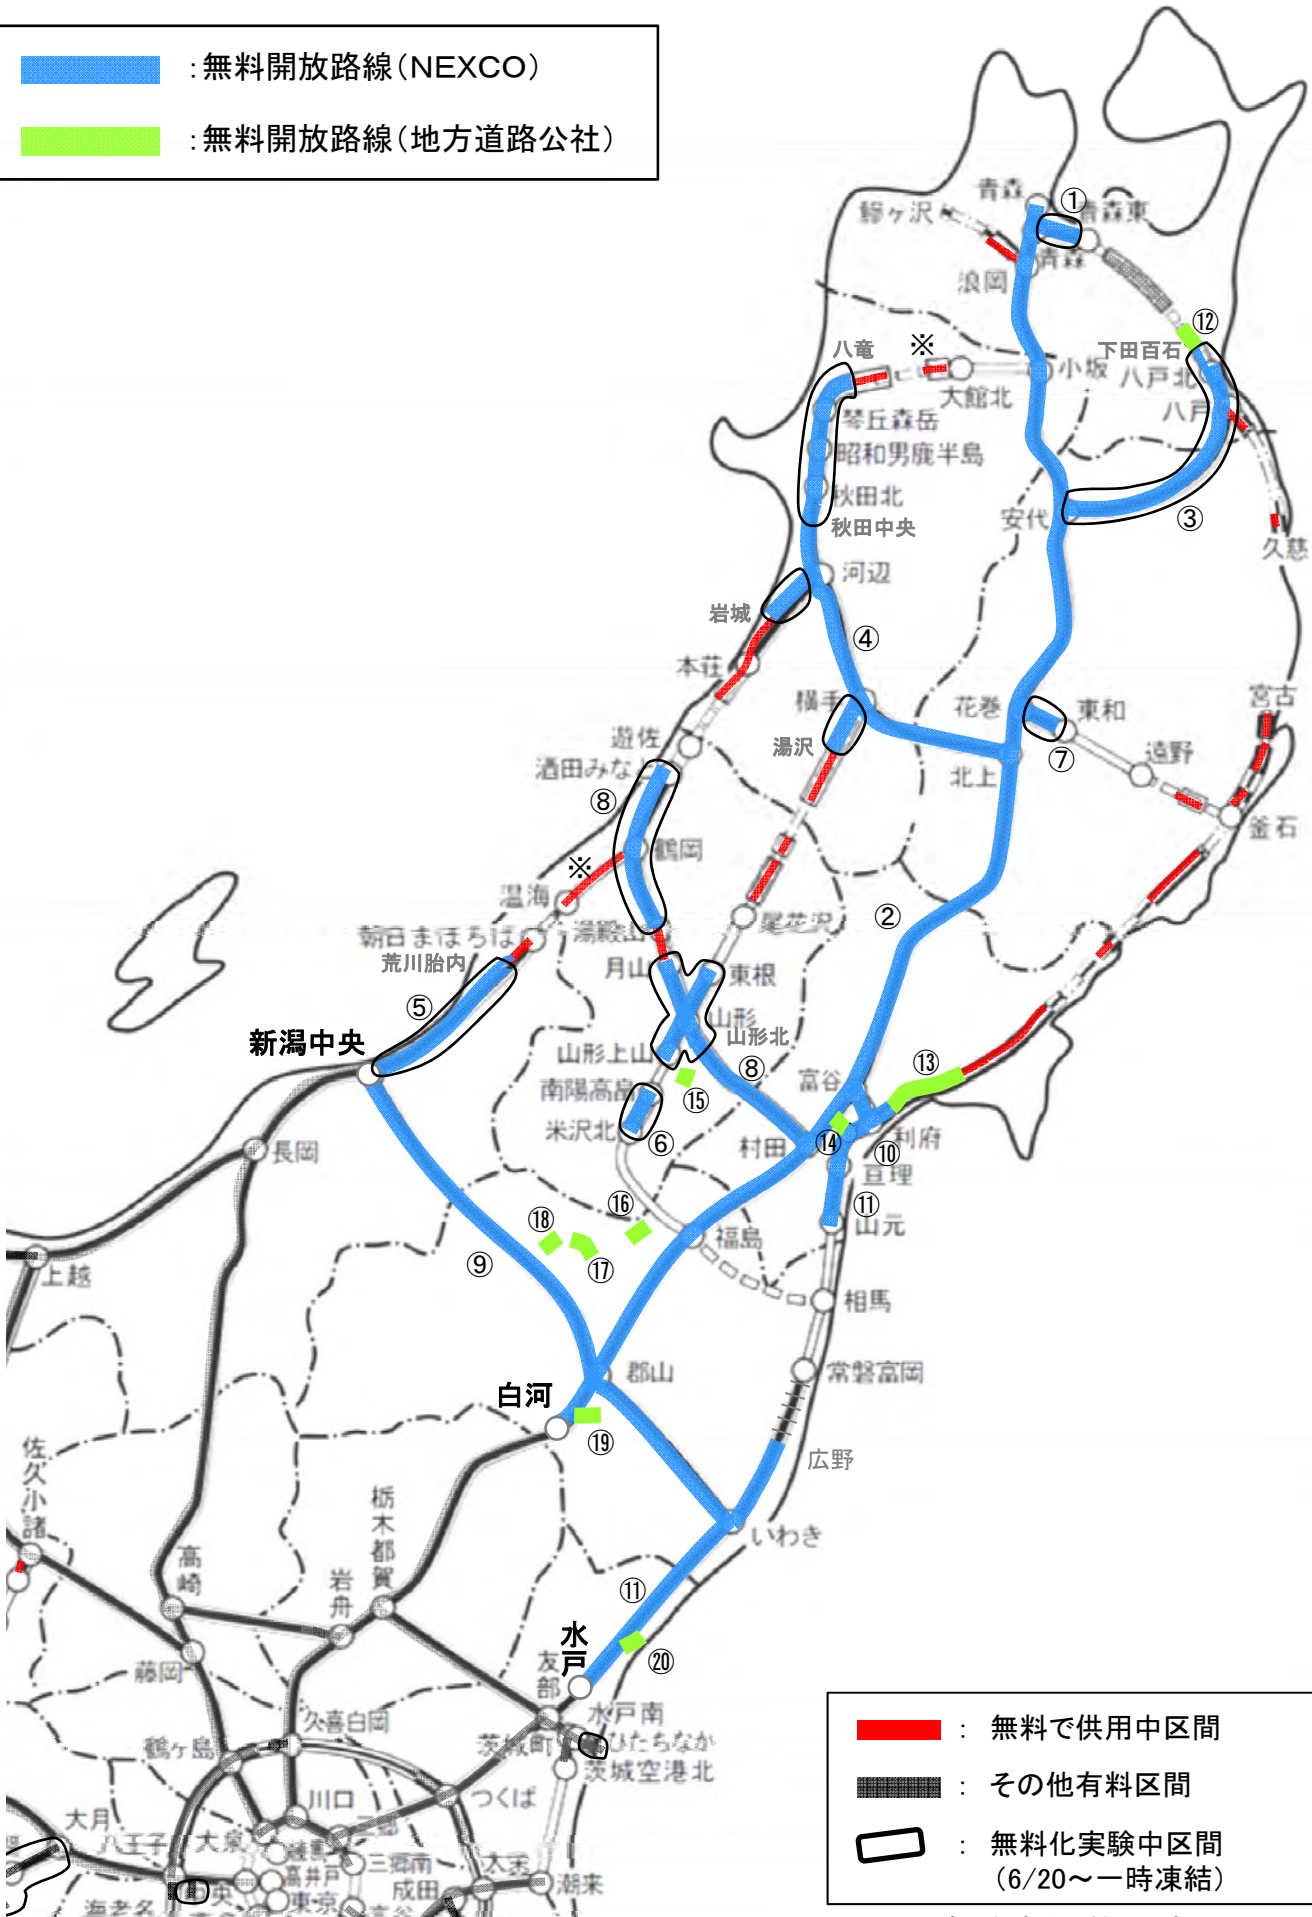 ：無料開放路線（NEXCO）
：無料開放路線（地方道路公社）
青森
①
青森東
鰺ヶ沢
青森
浪岡
⑫
八竜
※
下田百石
小坂
八戸北
大館北
八戸
琴丘森岳
昭和男鹿半島
秋田北
安代
③
秋田中央
久慈
河辺
岩城
④
本荘
横手
花巻
東和
宮古
遊佐
湯沢
⑦
遠野
酒田みなと
北上
⑧
釜石
鶴岡
※
温海
尾花沢
②
朝日まほろば
湯殿山
荒川胎内
月山
東根
⑤
山形
新潟中央
山形北
山形上山
⑬
⑧
富谷
南陽高畠
⑮
米沢北
⑥
村田
⑭
利府
長岡
⑩
亘理
⑯
⑪
山元
⑱
福島
⑨
⑰
上越
相馬
郡山
常磐富岡
白河
⑲
広野
佐久小諸
栃木都賀
いわき
高崎
岩舟
⑪
水戸
⑳
藤岡
友部
久喜白岡
水戸南
鶴ヶ島
茨城町
ひたちなか
茨城空港北
つくば
川口
大月
八王子
大泉
三郷
三郷南
高井戸
大栄
成田
潮来
海老名
東京
： 無料で供用中区間
： その他有料区間
： 無料化実験中区間
（6/20～一時凍結）